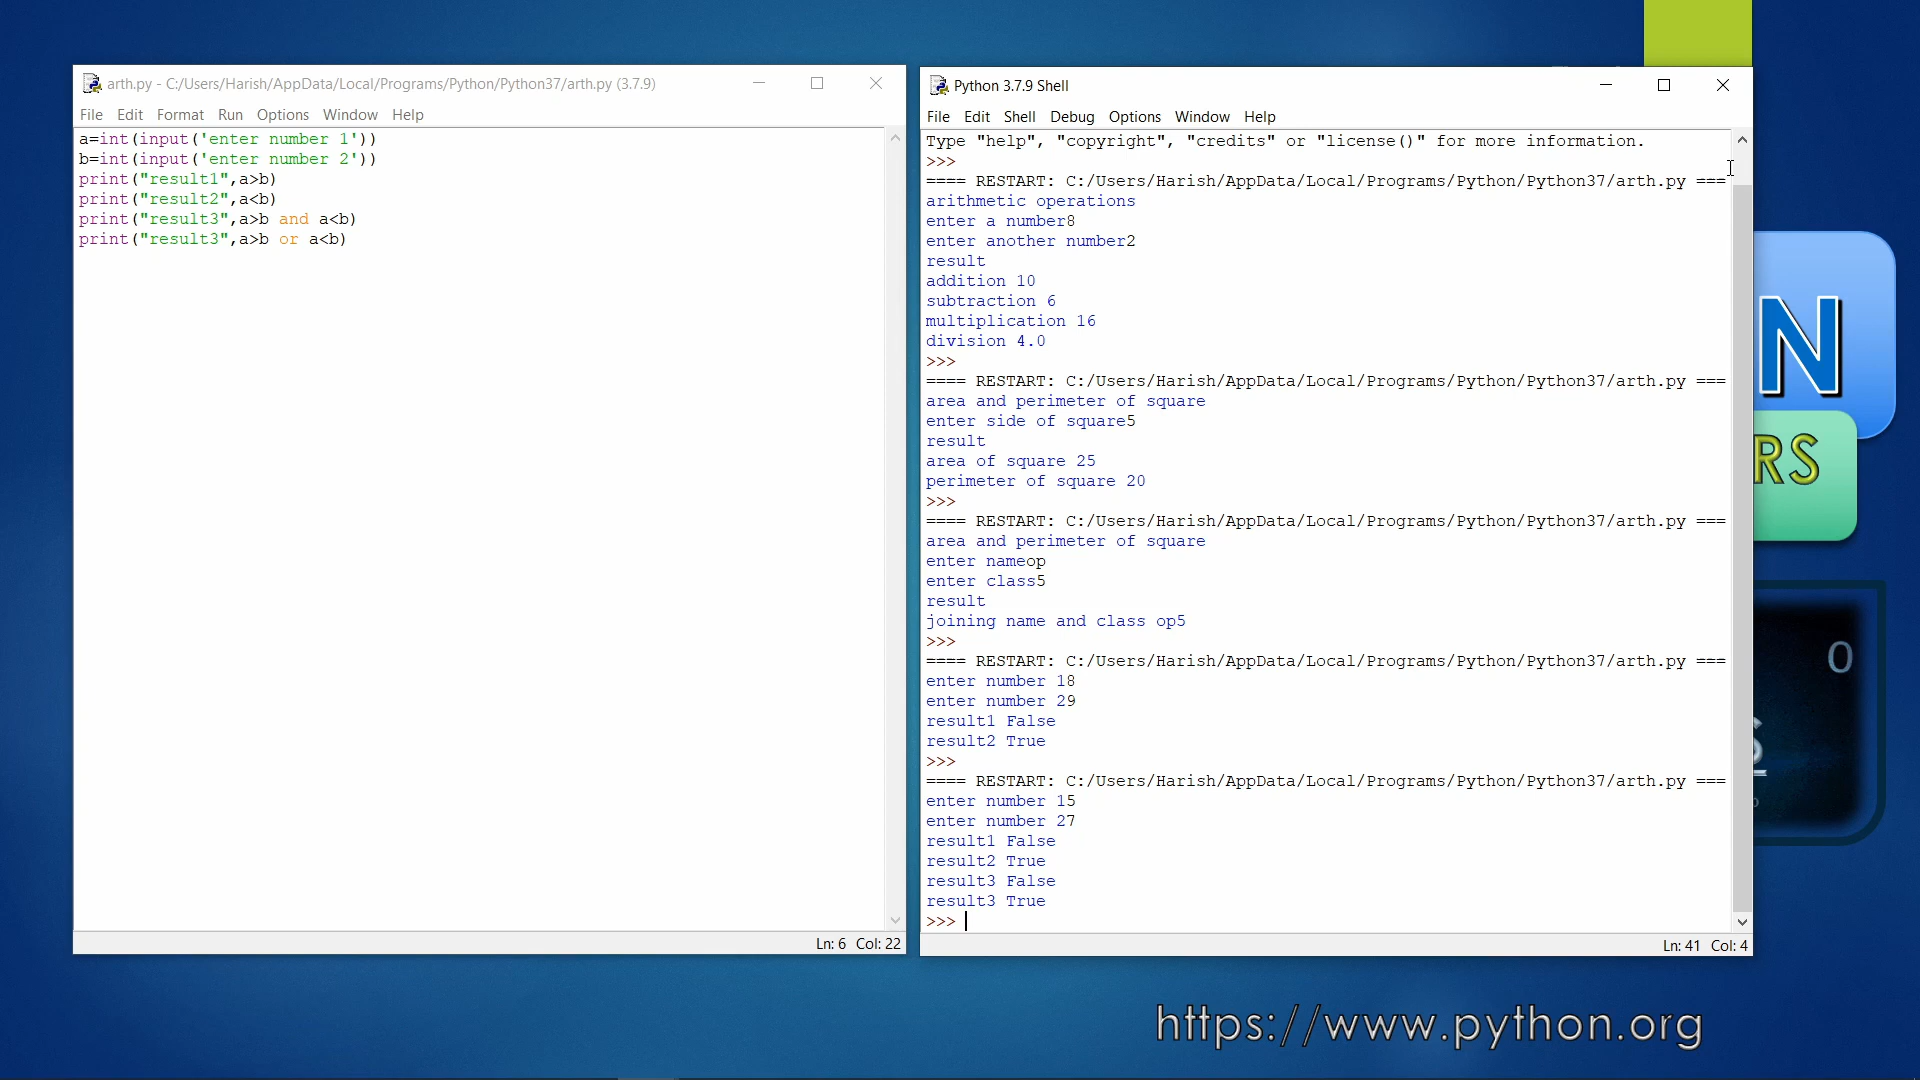 arth.py - C:/Users/Harish/AppData/Local/Programs/Python/Python37/arth.py (3.7.9)
File Edit Format Run Options Window Help
a=int(input('enter number 1'))
b=int(input('enter number 2'))
print("result1",a>b)
print("result2",a<b)
print("result3",a>b and a<b)
print("result3",a>b or a<b)
Ln: 6 Col: 22
Python 3.7.9 Shell
File Edit Shell Debug Options Window Help
Type "help", "copyright", "credits" or "license()" for more information.
>>>
==== RESTART: C:/Users/Harish/AppData/Local/Programs/Python/Python37/arth.py ===
arithmetic operations
enter a number8
enter another number2
result
addition 10
subtraction 6
multiplication 16
division 4.0
>>>
==== RESTART: C:/Users/Harish/AppData/Local/Programs/Python/Python37/arth.py ===
area and perimeter of square
enter side of square5
result
area of square 25
perimeter of square 20
>>>
==== RESTART: C:/Users/Harish/AppData/Local/Programs/Python/Python37/arth.py ===
area and perimeter of square
enter nameop
enter class5
result
joining name and class op5
>>>
==== RESTART: C:/Users/Harish/AppData/Local/Programs/Python/Python37/arth.py ===
enter number 18
enter number 29
result1 False
result2 True
>>>
==== RESTART: C:/Users/Harish/AppData/Local/Programs/Python/Python37/arth.py ===
enter number 15
enter number 27
result1 False
result2 True
result3 False
result3 True
>>>
Ln: 41 Col: 4
N
RS
0
https://www.python.org